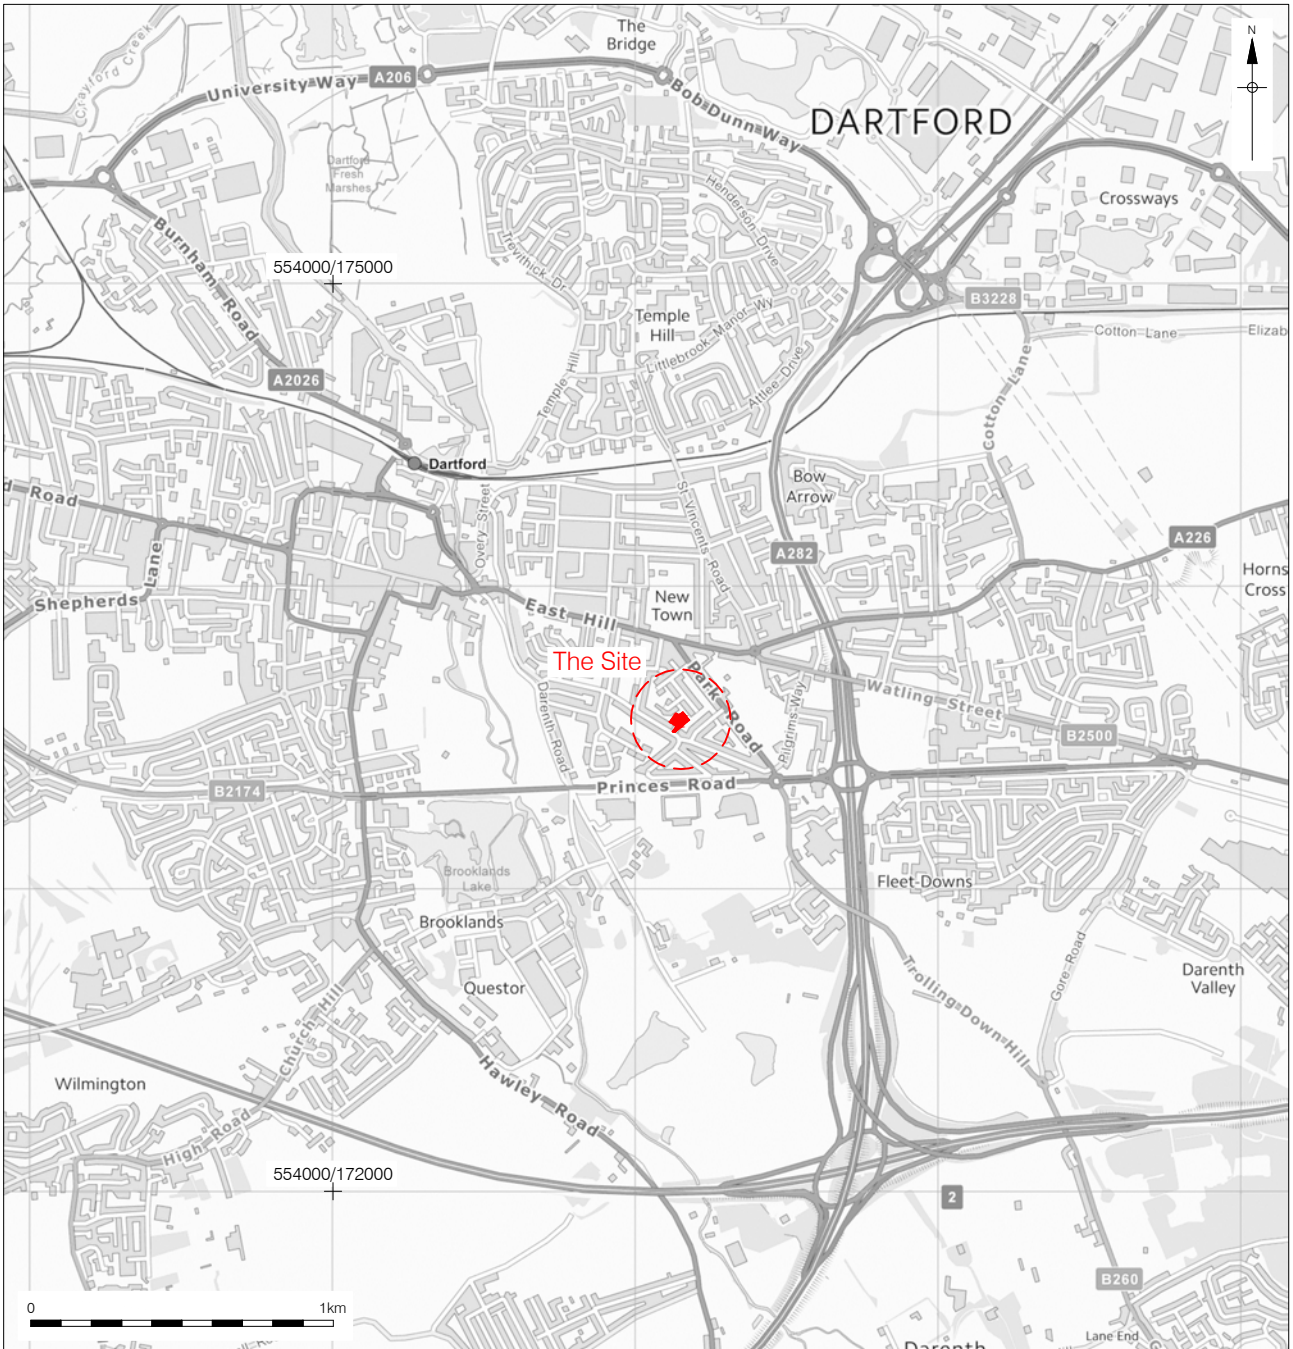 The
Bridge
N
Crayford Creek
University Way
A206
Bob Dunn Way
DARTFORD
Dartford
Fresh
Marshes
Henderson Drive
Crossways
Burnham Road
Trevithick Dr
554000/175000
B3228
Temple
Hill
Littlebrook Manor Wy
Cotton Lane
Elizab
Cotton Lane
A2026
Temple Hill
Attlee Drive
Dartford
d Road
Bow
Arrow
Overy Street
St Vincents Road
A282
A226
Shepherds Lane
Horns
Cross
New
Town
East Hill
The Site
Park Road
Watling Street
Darenth Road
Pilgrims Way
B2500
B2174
Princes Road
Brooklands
Lake
Fleet-Downs
Brooklands
Questor
Trolling Down Hill
Gore Road
Darenth
Valley
Church Hill
Wilmington
Hawley Road
High Road
554000/172000
2
B260
0
1km
Lane End
Darenth